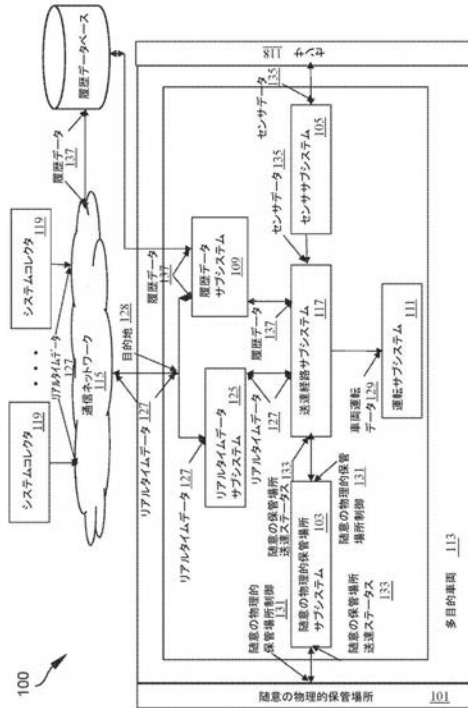 100
システムコレクタ
119
システムコレクタ
119
リアルタイムデータ
127
通信ネットワーク
115
履歴データ
137
履歴データベース
リアルタイムデータ
127
目的地
128
履歴データ
137
リアルタイムデータ
127
リアルタイムデータ
サブシステム
125
履歴データ
サブシステム
109
センサ
118
センサデータ
135
リアルタイムデータ
127
履歴データ
137
センサデータ
135
センササブシステム
105
随意の物理的
保管場所制御
131
随意の保管場所
送達ステータス
133
随意の物理的保管場所
サブシステム
103
送達経路サブシステム
117
随意の物理的保管
場所制御
131
随意の保管場所
送達ステータス
133
車両運転
データ
129
運転サブシステム
111
随意の物理的保管場所
101
多目的車両
113